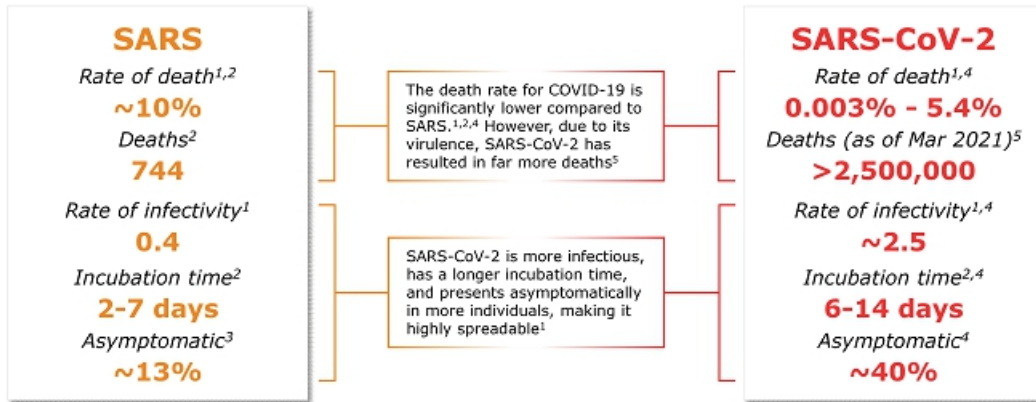 SARS
Rate of death1,2
~10%
Deaths2
744
Rate of infectivity1
0.4
Incubation time2
2-7 days
Asymptomatic3
~13%
The death rate for COVID-19 is
significantly lower compared to
SARS.1,2,4 However, due to its
virulence, SARS-CoV-2 has
resulted in far more deaths5
SARS-CoV-2 is more infectious,
has a longer incubation time,
and presents asymptomatically
in more individuals, making it
highly spreadable1
SARS-CoV-2
Rate of death1,4
0.003% - 5.4%
Deaths (as of Mar 2021)5
>2,500,000
Rate of infectivity1,4
~2.5
Incubation time2,4
6-14 days
Asymptomatic4
~40%